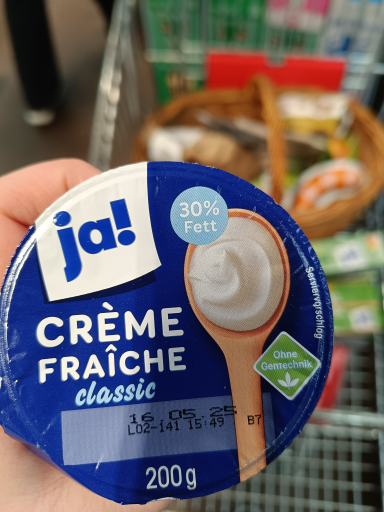 ja!
30%
Fett
CRÈME
FRAÎCHE
classic
Serviervorschlag
Ohne
Gentechnik
16 05.25
L02-141 15:49 B7
200g